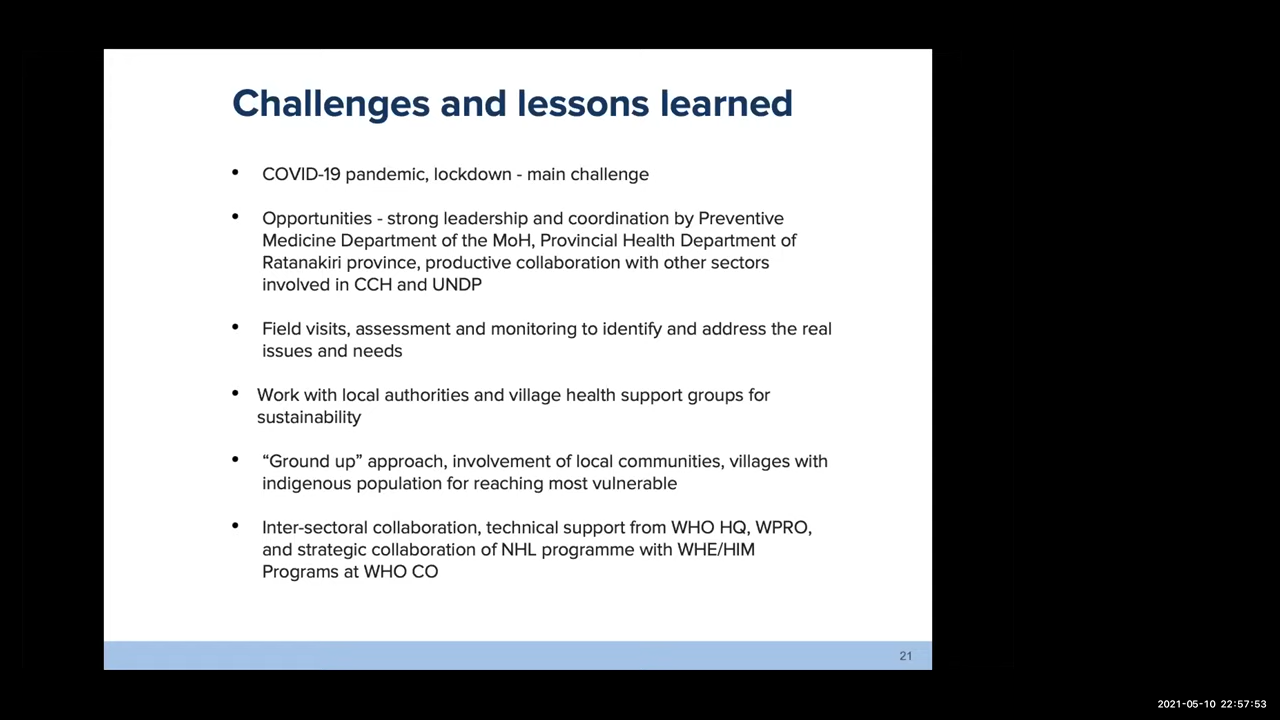 Challenges and lessons learned
• COVID-19 pandemic, lockdown - main challenge
• Opportunities - strong leadership and coordination by Preventive
Medicine Department of the MoH, Provincial Health Department of
Ratanakiri province, productive collaboration with other sectors
involved in CCH and UNDP
• Field visits, assessment and monitoring to identify and address the real
issues and needs
• Work with local authorities and village health support groups for
sustainability
• “Ground up” approach, involvement of local communities, villages with
indigenous population for reaching most vulnerable
• Inter-sectoral collaboration, technical support from WHO HQ, WPRO,
and strategic collaboration of NHL programme with WHE/HIM
Programs at WHO CO
21
2021-05-10 22:57:53